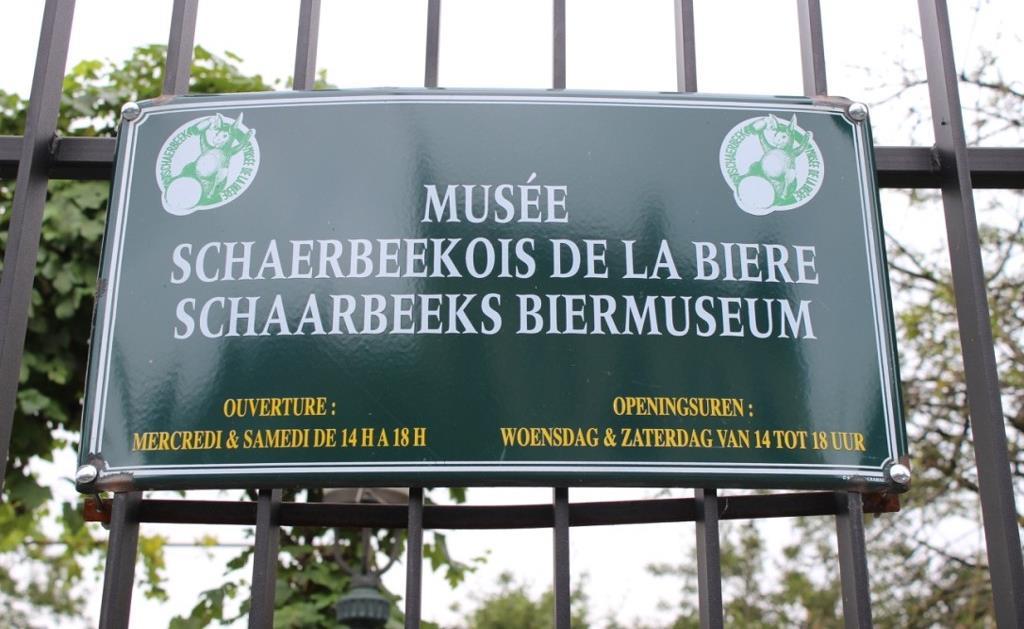 MUSÉE
SCHAERBEEKOIS DE LA BIERE
SCHAARBEEKS BIERMUSEUM
OUVERTURE :
MERCREDI & SAMEDI DE 14 H A 18 H
OPENINGSUREN :
WOENSDAG & ZATERDAG VAN 14 TOT 18 UUR